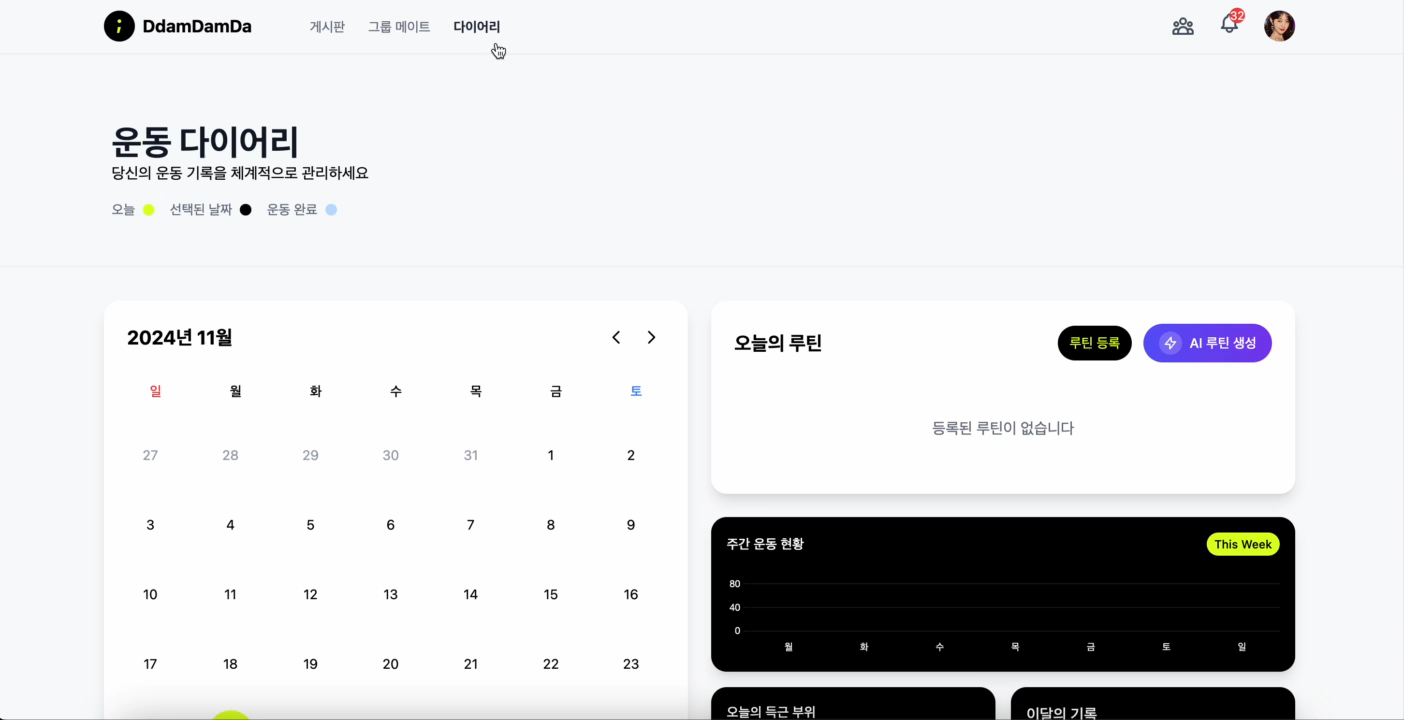 DdamDamDa 게시판 그룹 메이트 다이어리 32
운동 다이어리
당신의 운동 기록을 체계적으로 관리하세요
오늘 선택된 날짜 운동 완료
2024년 11월
일 월 화 수 목 금 토
27 28 29 30 31 1 2
3 4 5 6 7 8 9
10 11 12 13 14 15 16
17 18 19 20 21 22 23
오늘의 루틴 루틴 등록 AI 루틴 생성
등록된 루틴이 없습니다
주간 운동 현황 This Week
80
40
0
월 화 수 목 금 토 일
오늘의 득근 부위 이달의 기록